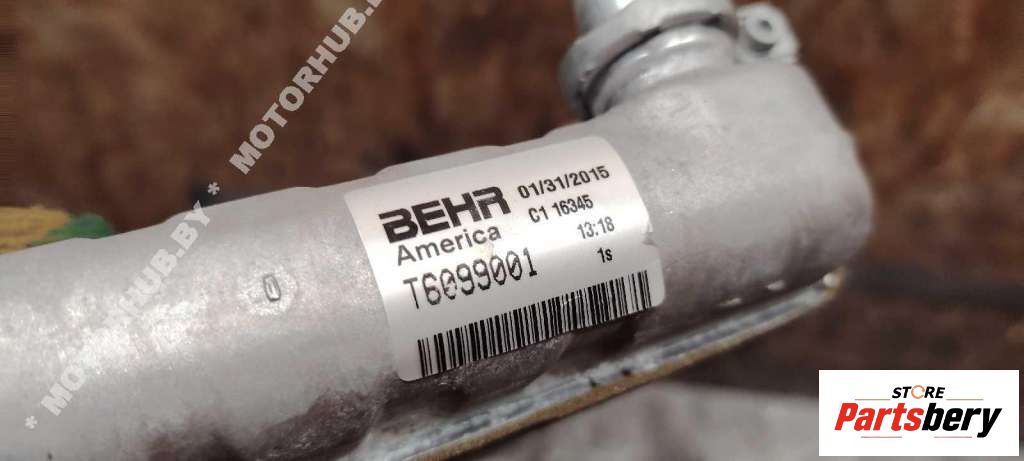 * MOTORHUB.BY * MOTORHUB.BY
BEHR
America
01/31/2015
C1 16345
13:18
1s
T6099001
STORE
Partsbery